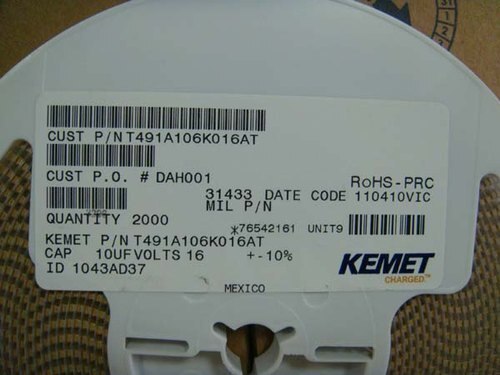 CUST P/N T491A106K016AT
CUST P.O. # DAH001
RoHS-PRC
31433 DATE CODE 110410VIC
MIL P/N
QUANTITY 2000
*76542161 UNIT9
KEMET P/N T491A106K016AT
CAP 10UF VOLTS 16 +-10%
ID 1043AD37
KEMET
CHARGED.™
MEXICO